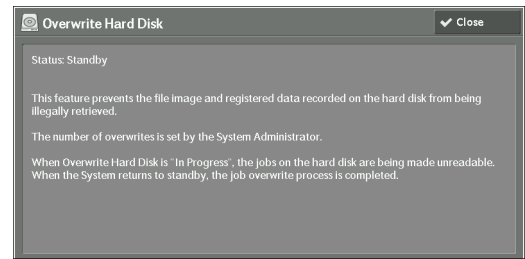 Overwrite Hard Disk
Close
Status: Standby
This feature prevents the file image and registered data recorded on the hard disk from being
illegally retrieved.
The number of overwrites is set by the System Administrator.
When Overwrite Hard Disk is "In Progress", the jobs on the hard disk are being made unreadable.
When the System returns to standby, the job overwrite process is completed.